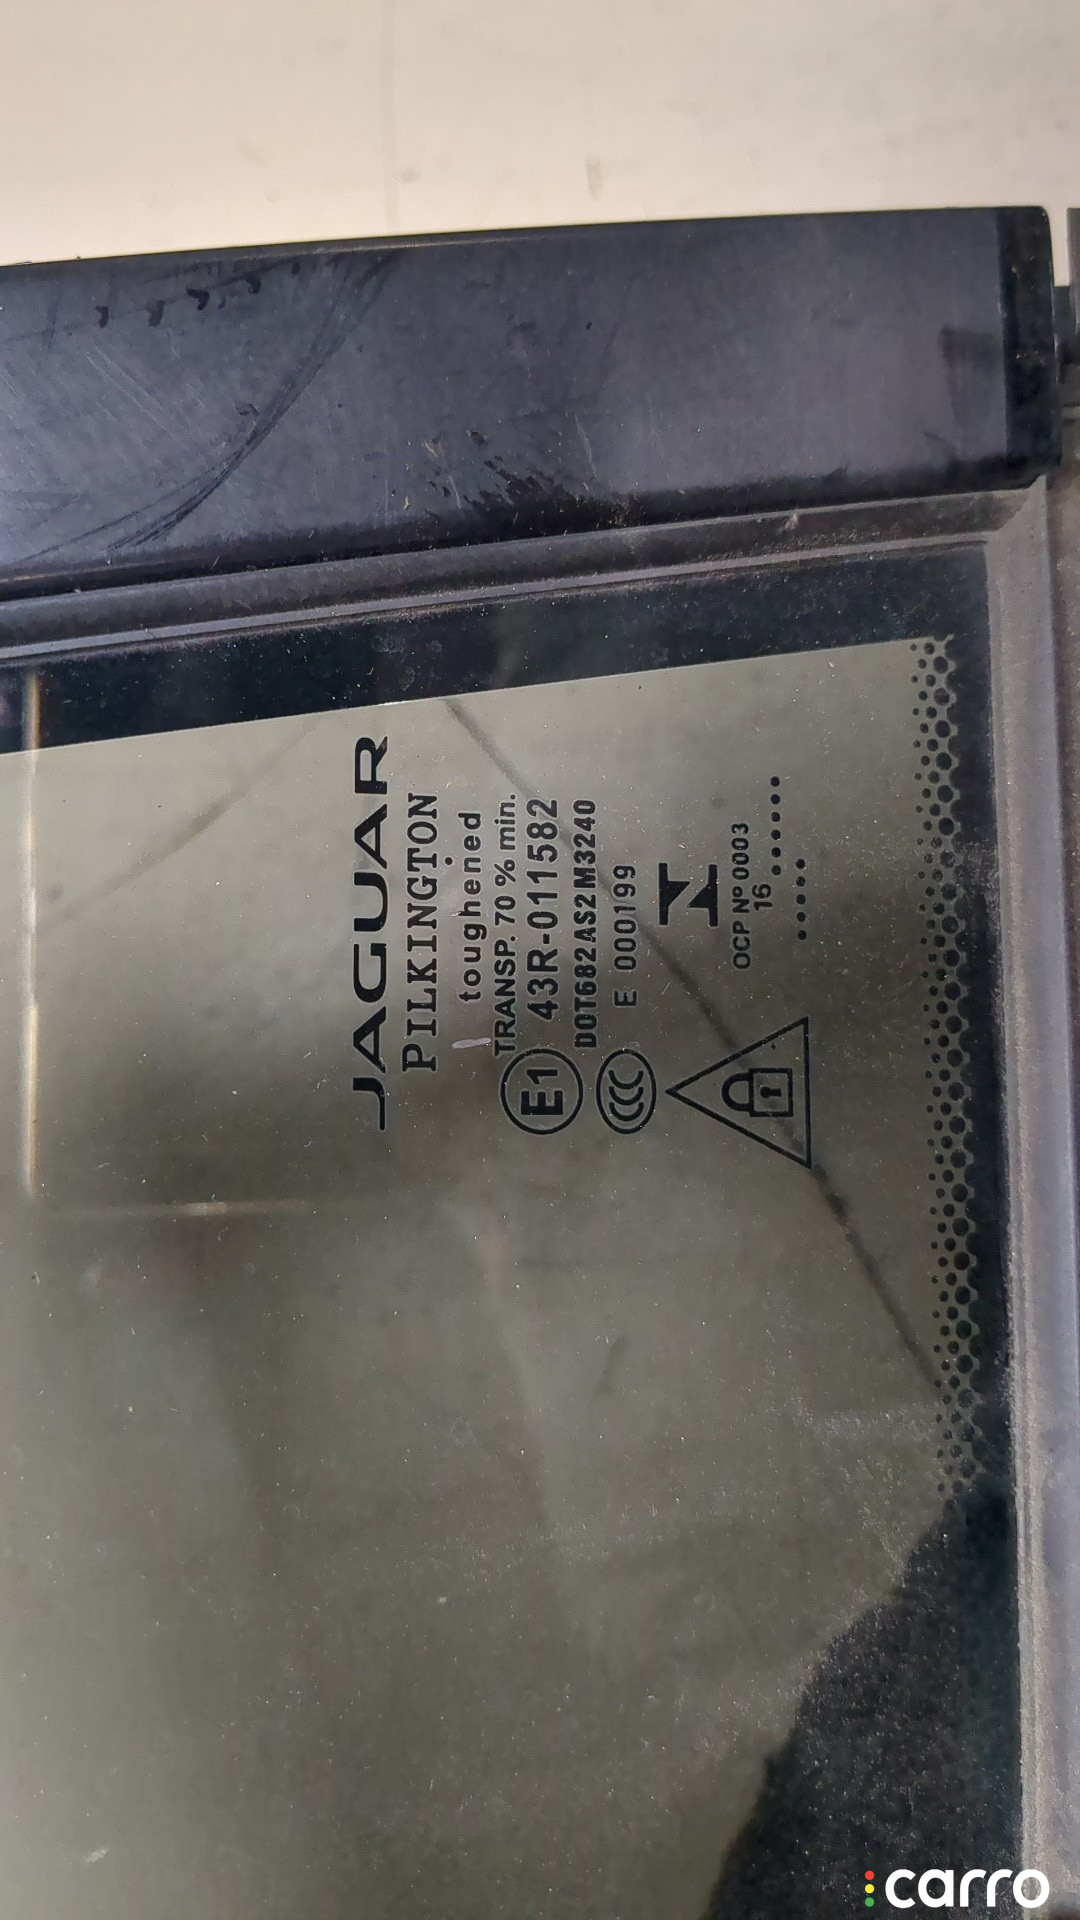 JAGUAR
PILKINGTON
toughened
TRANSP. 70 % min.
E1 43R-011582
DOT682AS2M3240
CCC E 000199
OCP Nº 0003
16 .......
.....
carro